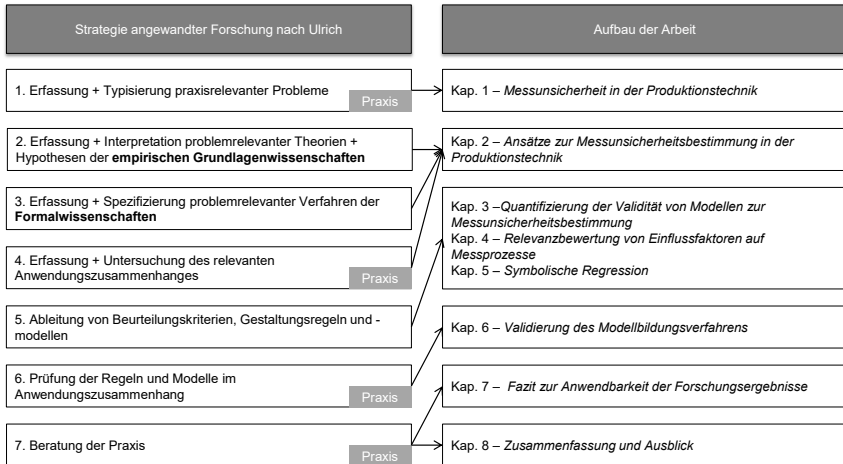 Strategie angewandter Forschung nach Ulrich
Aufbau der Arbeit
1. Erfassung + Typisierung praxisrelevanter Probleme
Praxis
Kap. 1 – Messunsicherheit in der Produktionstechnik
2. Erfassung + Interpretation problemrelevanter Theorien +
Hypothesen der empirischen Grundlagenwissenschaften
Kap. 2 – Ansätze zur Messunsicherheitsbestimmung in der
Produktionstechnik
3. Erfassung + Spezifizierung problemrelevanter Verfahren der
Formalwissenschaften
4. Erfassung + Untersuchung des relevanten
Anwendungszusammenhanges
Praxis
Kap. 3 –Quantifizierung der Validität von Modellen zur
Messunsicherheitsbestimmung
Kap. 4 – Relevanzbewertung von Einflussfaktoren auf
Messprozesse
Kap. 5 – Symbolische Regression
5. Ableitung von Beurteilungskriterien, Gestaltungsregeln und -
modellen
Kap. 6 – Validierung des Modellbildungsverfahrens
6. Prüfung der Regeln und Modelle im
Anwendungszusammenhang
Praxis
Kap. 7 – Fazit zur Anwendbarkeit der Forschungsergebnisse
7. Beratung der Praxis
Praxis
Kap. 8 – Zusammenfassung und Ausblick